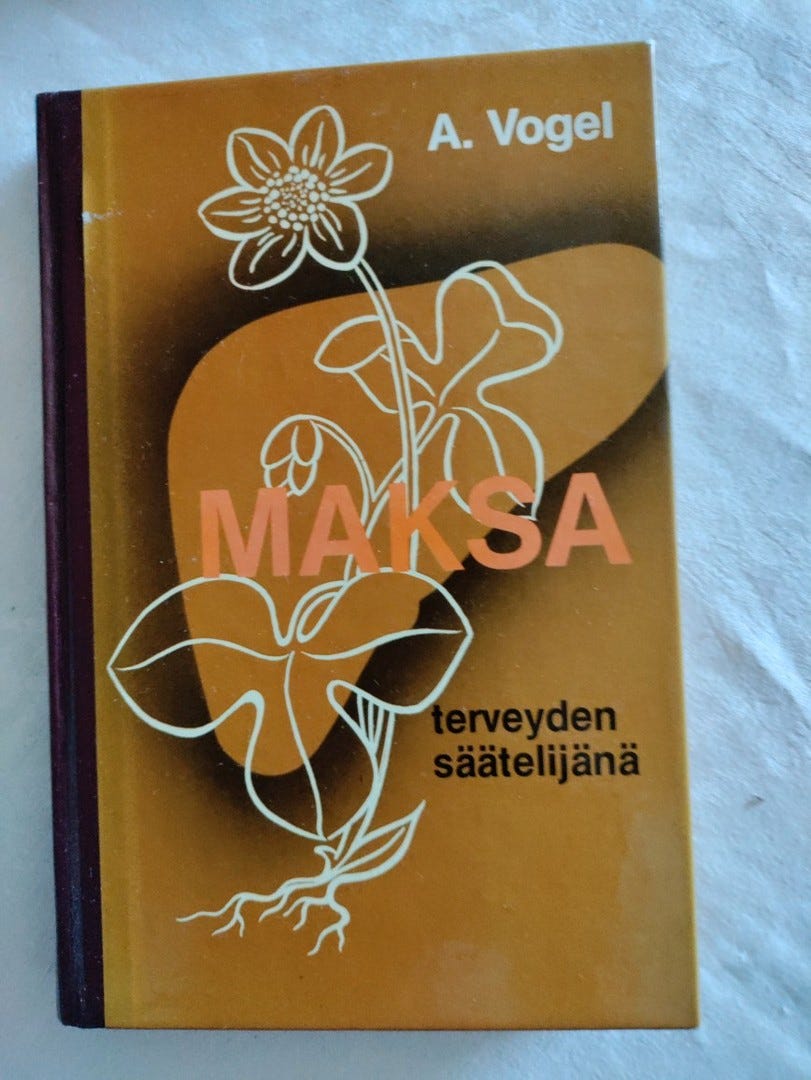 A. Vogel
MAKSA
terveyden
säätelijänä